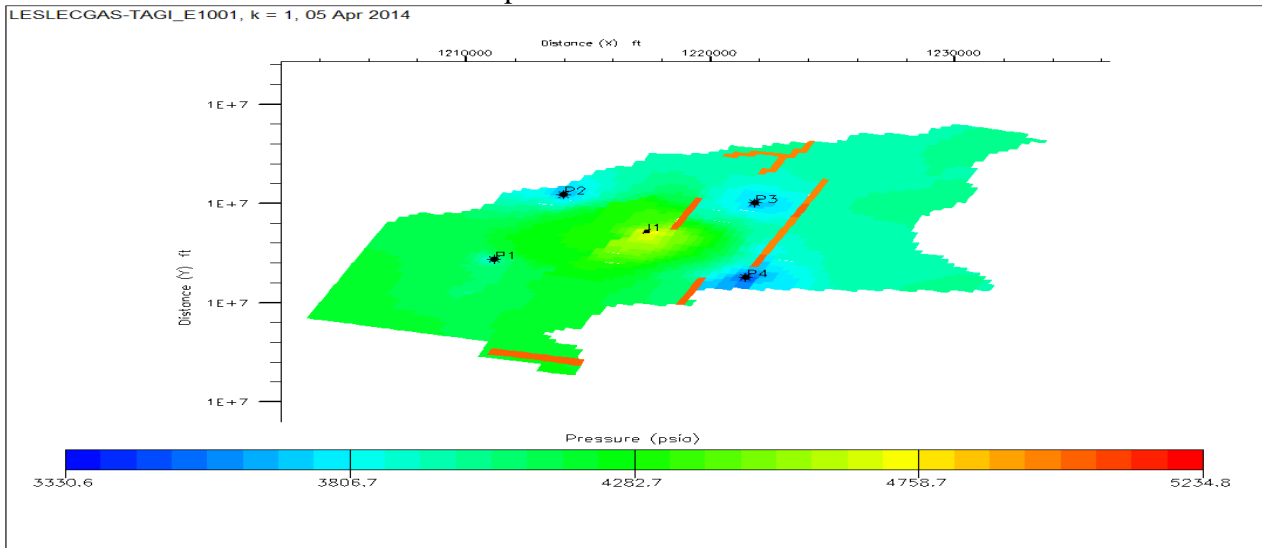 LESLECGAS-TAGI_E1001, k = 1, 05 Apr 2014
Distance (X) ft
1210000 1220000 1230000
1E+7
P2
1E+7 P3
J1
P1
P4
Distance (Y) ft
1E+7
1E+7
Pressure (psia)
3330.6 3806.7 4282.7 4758.7 5234.8